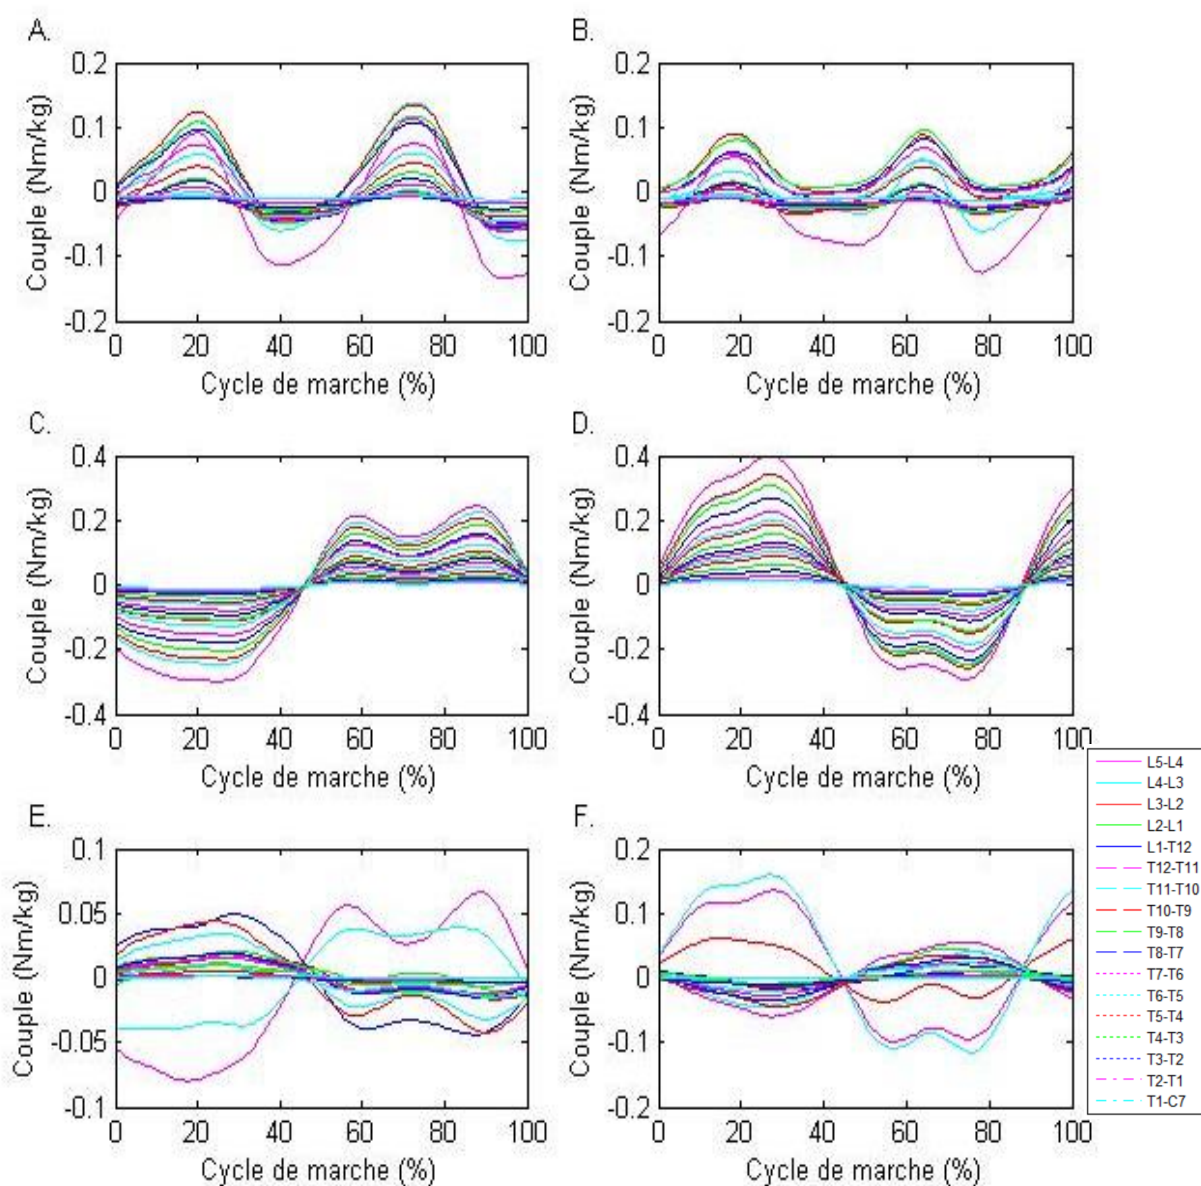 A.
B.
Couple (Nm/kg)
0.2
0.1
0
-0.1
-0.2
0 20 40 60 80 100
Cycle de marche (%)
Couple (Nm/kg)
0.2
0.1
0
-0.1
-0.2
0 20 40 60 80 100
Cycle de marche (%)
C.
D.
Couple (Nm/kg)
0.4
0.2
0
-0.2
-0.4
0 20 40 60 80 100
Cycle de marche (%)
Couple (Nm/kg)
0.4
0.2
0
-0.2
-0.4
0 20 40 60 80 100
Cycle de marche (%)
E.
F.
Couple (Nm/kg)
0.1
0.05
0
-0.05
-0.1
0 20 40 60 80 100
Cycle de marche (%)
Couple (Nm/kg)
0.2
0.1
0
-0.1
-0.2
0 20 40 60 80 100
Cycle de marche (%)
L5-L4
L4-L3
L3-L2
L2-L1
L1-T12
T12-T11
T11-T10
T10-T9
T9-T8
T8-T7
T7-T6
T6-T5
T5-T4
T4-T3
T3-T2
T2-T1
T1-C7